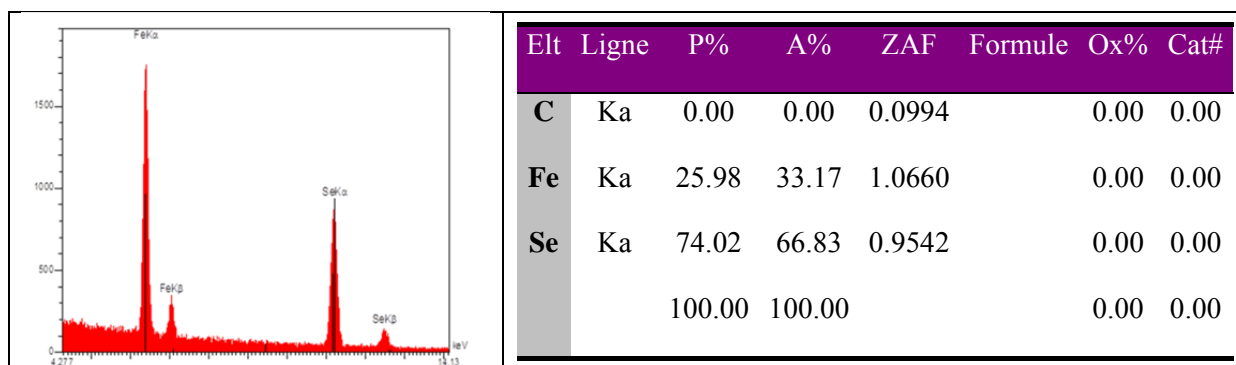 FeKα
1500
1000
SeKα
500
FeKβ
SeKβ
0
keV
4.277
Elt Ligne P% A% ZAF Formule Ox% Cat#
C Ka 0.00 0.00 0.0994 0.00 0.00
Fe Ka 25.98 33.17 1.0660 0.00 0.00
Se Ka 74.02 66.83 0.9542 0.00 0.00
100.00 100.00 0.00 0.00